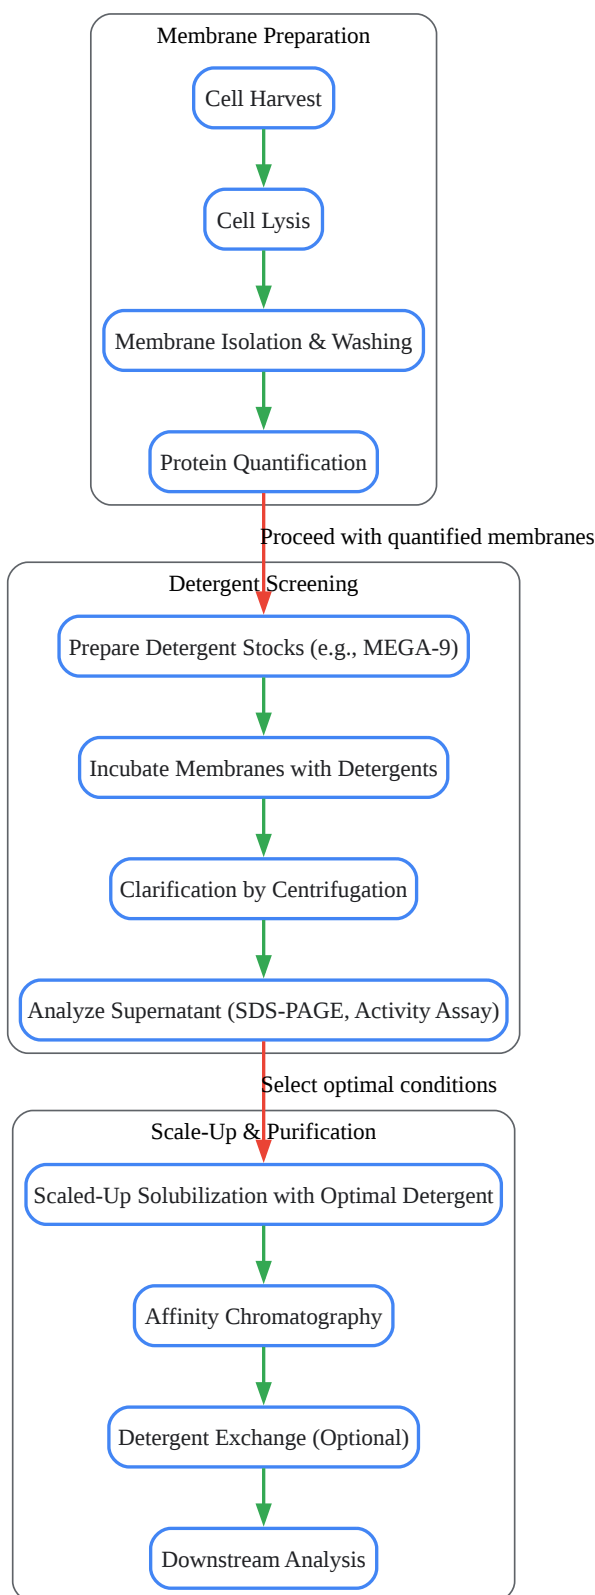 Membrane Preparation
Cell Harvest
Cell Lysis
Membrane Isolation & Washing
Protein Quantification
Proceed with quantified membranes
Detergent Screening
Prepare Detergent Stocks (e.g., MEGA-9)
Incubate Membranes with Detergents
Clarification by Centrifugation
Analyze Supernatant (SDS-PAGE, Activity Assay)
Select optimal conditions
Scale-Up & Purification
Scaled-Up Solubilization with Optimal Detergent
Affinity Chromatography
Detergent Exchange (Optional)
Downstream Analysis